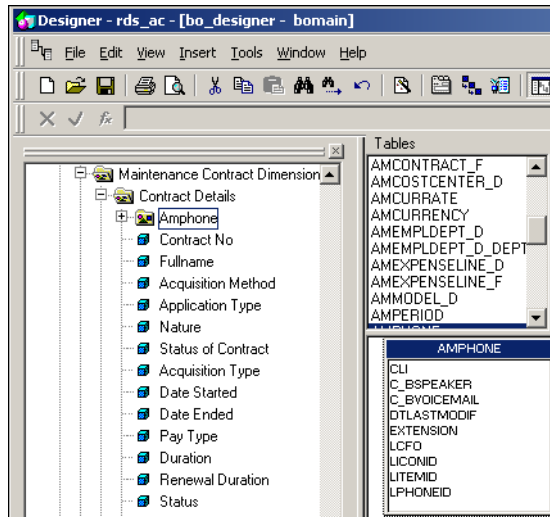 Designer - rds_ac - [bo_designer - bomain]
File Edit View Insert Tools Window Help
Tables
Maintenance Contract Dimension
Contract Details
Amphone
Contract No
Fullname
Acquisition Method
Application Type
Nature
Status of Contract
Acquisition Type
Date Started
Date Ended
Pay Type
Duration
Renewal Duration
Status
AMCONTRACT_F
AMCOSTCENTER_D
AMCURRATE
AMCURRENCY
AMEMPLDEPT_D
AMEMPLDEPT_D_DEPT
AMEXPENSELINE_D
AMEXPENSELINE_F
AMMODEL_D
AMPERIOD
AMPHONE
CLI
C_BSPEAKER
C_BVOICEMAIL
DTLASTMODIF
EXTENSION
LCFO
LICONID
LITEMID
LPHONEID